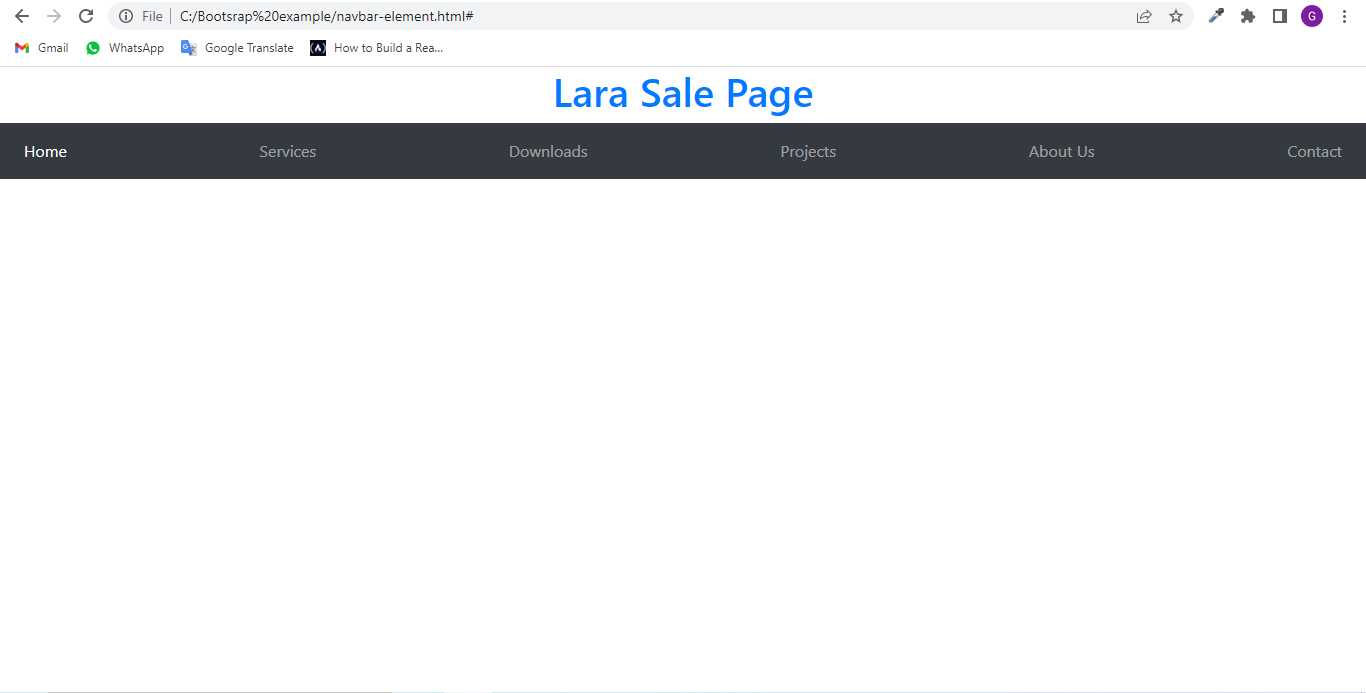 File C:/Bootsrap%20example/navbar-element.html# G
Gmail WhatsApp Google Translate How to Build a Rea...
Lara Sale Page
Home Services Downloads Projects About Us Contact